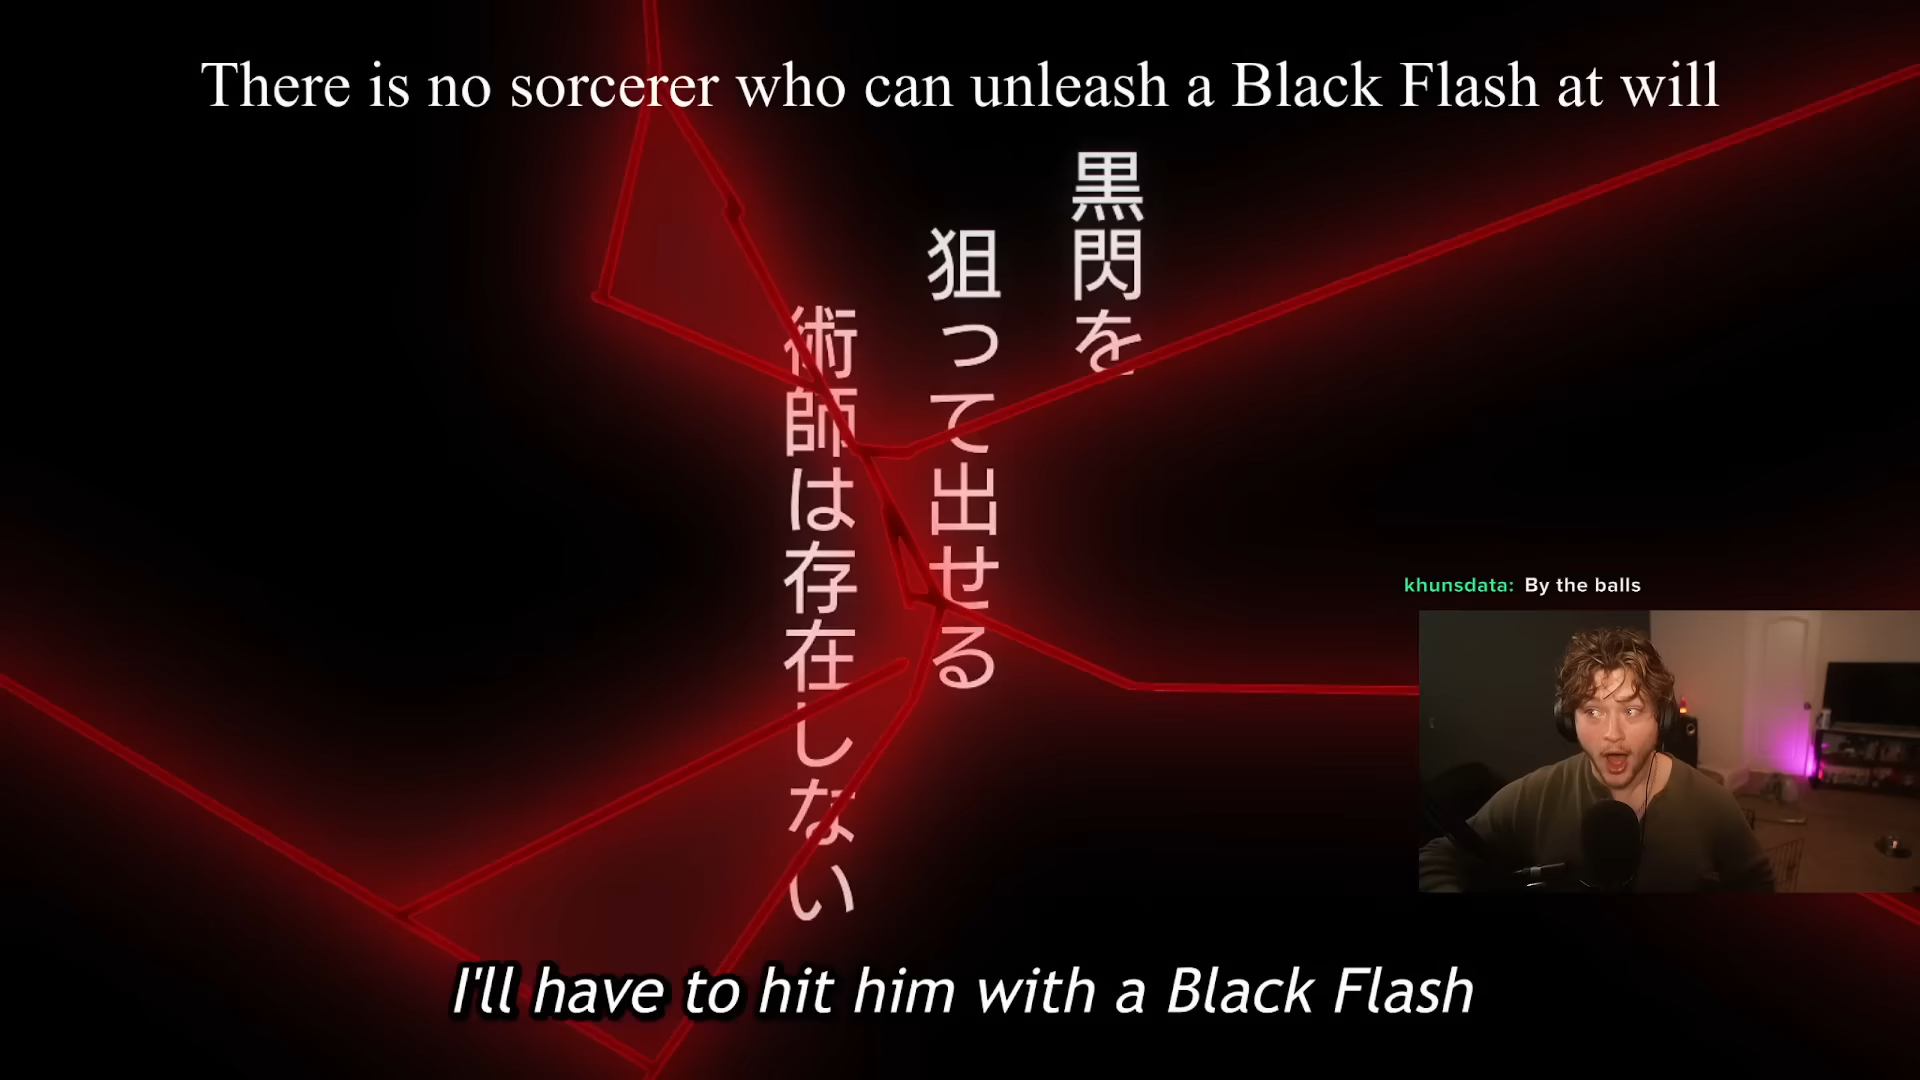 There is no sorcerer who can unleash a Black Flash at will
黒閃を
狙って出せる
術師は存在しない
khunsdata: By the balls
I'll have to hit him with a Black Flash